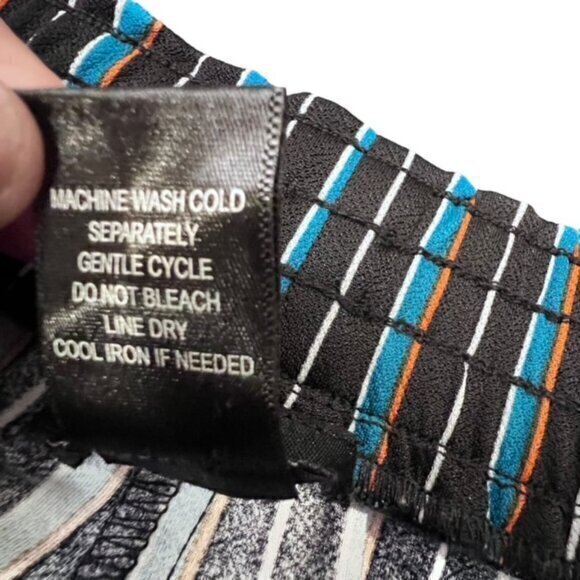 MACHINE WASH COLD
SEPARATELY
GENTLE CYCLE
DO NOT BLEACH
LINE DRY
COOL IRON IF NEEDED